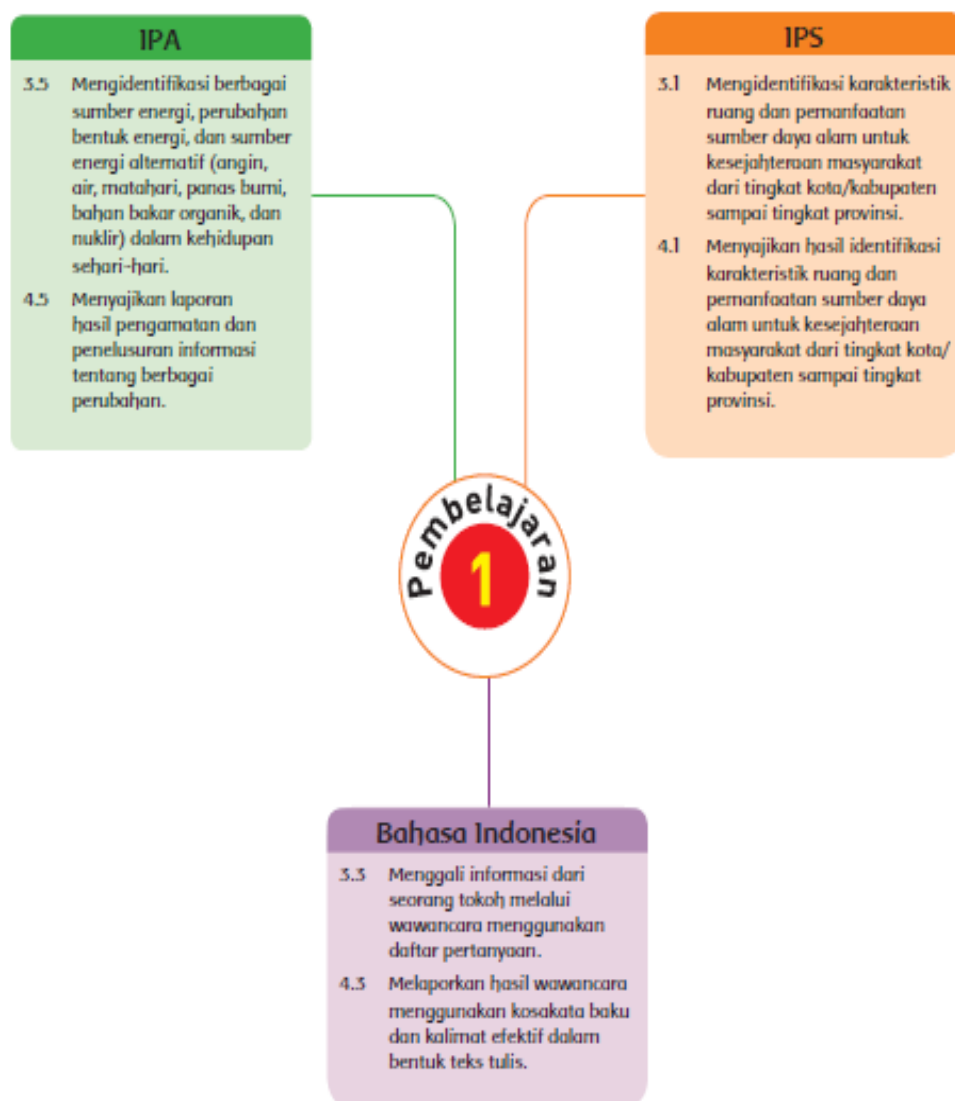 IPA
3.5 Mengidentifikasi berbagai
sumber energi, perubahan
bentuk energi, dan sumber
energi alternatif (angin,
air, matahari, panas bumi,
bahan bakar organik, dan
nuklir) dalam kehidupan
sehari-hari.
4.5 Menyajikan laporan
hasil pengamatan dan
penelusuran informasi
tentang berbagai
perubahan.
IPS
3.1 Mengidentifikasi karakteristik
ruang dan pemanfaatan
sumber daya alam untuk
kesejahteraan masyarakat
dari tingkat kota/kabupaten
sampai tingkat provinsi.
4.1 Menyajikan hasil identifikasi
karakteristik ruang dan
pemanfaatan sumber daya
alam untuk kesejahteraan
masyarakat dari tingkat kota/
kabupaten sampai tingkat
provinsi.
Pembelajaran
1
Bahasa Indonesia
3.3 Menggali informasi dari
seorang tokoh melalui
wawancara menggunakan
daftar pertanyaan.
4.3 Melaporkan hasil wawancara
menggunakan kosakata baku
dan kalimat efektif dalam
bentuk teks tulis.